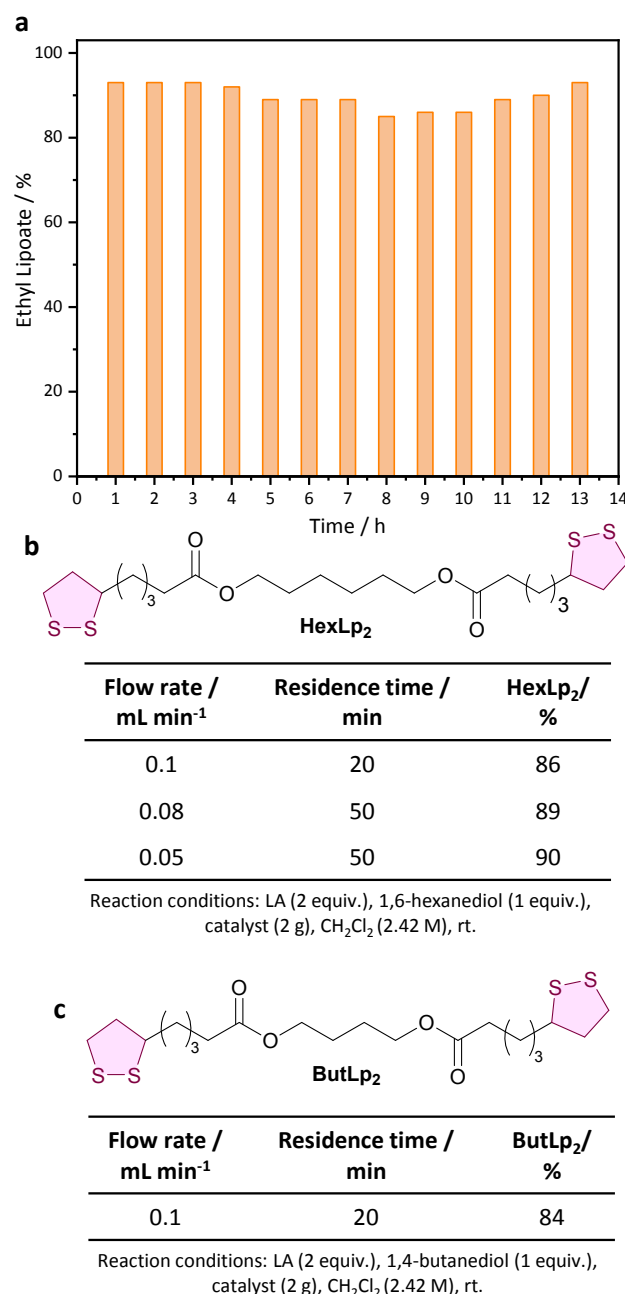 a
100
80
60
40
20
0
Ethyl Lipoate / %
0 1 2 3 4 5 6 7 8 9 10 11 12 13 14
Time / h
b
O S S
( )3 O O ( )3
S S O
HexLp2
Flow rate / mL min-1 Residence time / min HexLp2/ %
0.1 20 86
0.08 50 89
0.05 50 90
Reaction conditions: LA (2 equiv.), 1,6-hexanediol (1 equiv.),
catalyst (2 g), CH2Cl2 (2.42 M), rt.
c
O S S
( )3 O O ( )3
S S O
ButLp2
Flow rate / mL min-1 Residence time / min ButLp2/ %
0.1 20 84
Reaction conditions: LA (2 equiv.), 1,4-butanediol (1 equiv.),
catalyst (2 g), CH2Cl2 (2.42 M), rt.